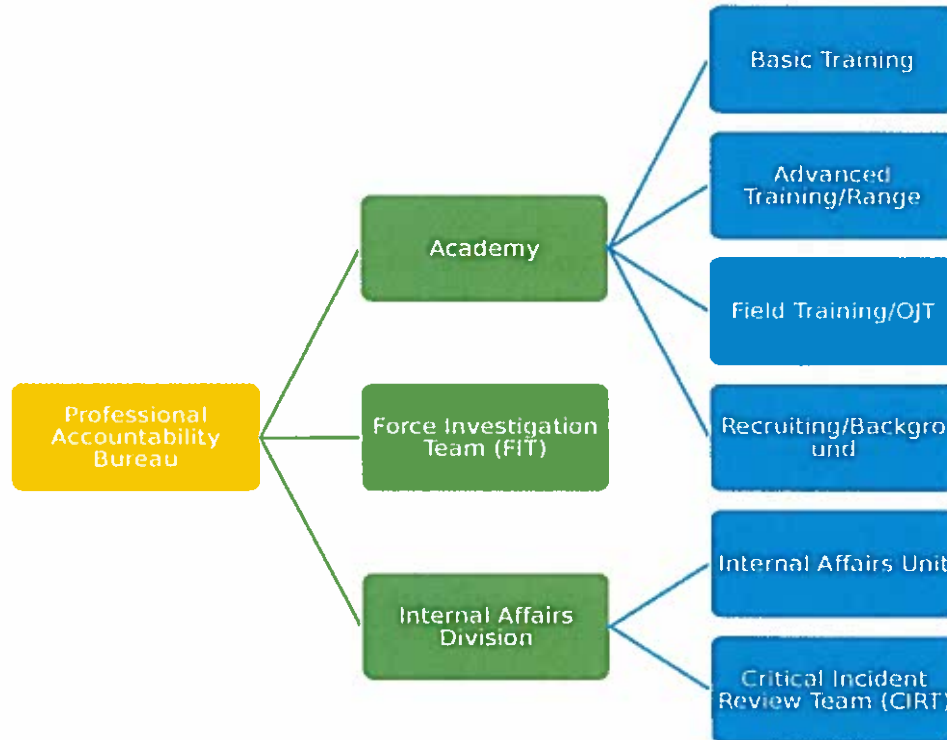 Basic Training
Advanced
Training/Range
Academy
Field Training/OJT
Professional
Accountability
Bureau
Force Investigation
Team (FIT)
Recruiting/Backgro
und
Internal Affairs Unit
Internal Affairs
Division
Critical Incident
Review Team (CIRT)